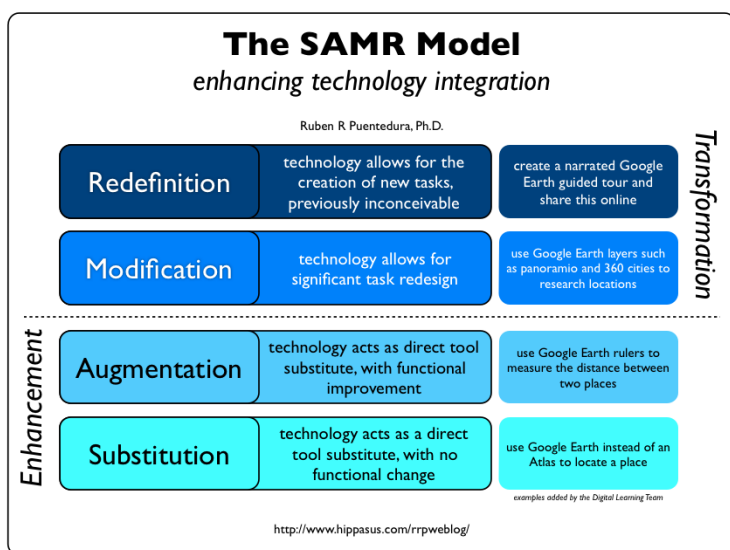 The SAMR Model
enhancing technology integration
Ruben R Puentedura, Ph.D.
Transformation
Redefinition
technology allows for the
creation of new tasks,
previously inconceivable
create a narrated Google
Earth guided tour and
share this online
Modification
technology allows for
significant task redesign
use Google Earth layers such
as panoramio and 360 cities to
research locations
Enhancement
Augmentation
technology acts as direct tool
substitute, with functional
improvement
use Google Earth rulers to
measure the distance between
two places
Substitution
technology acts as a direct
tool substitute, with no
functional change
use Google Earth instead of an
Atlas to locate a place
examples added by the Digital Learning Team
http://www.hippasus.com/rrpweblog/